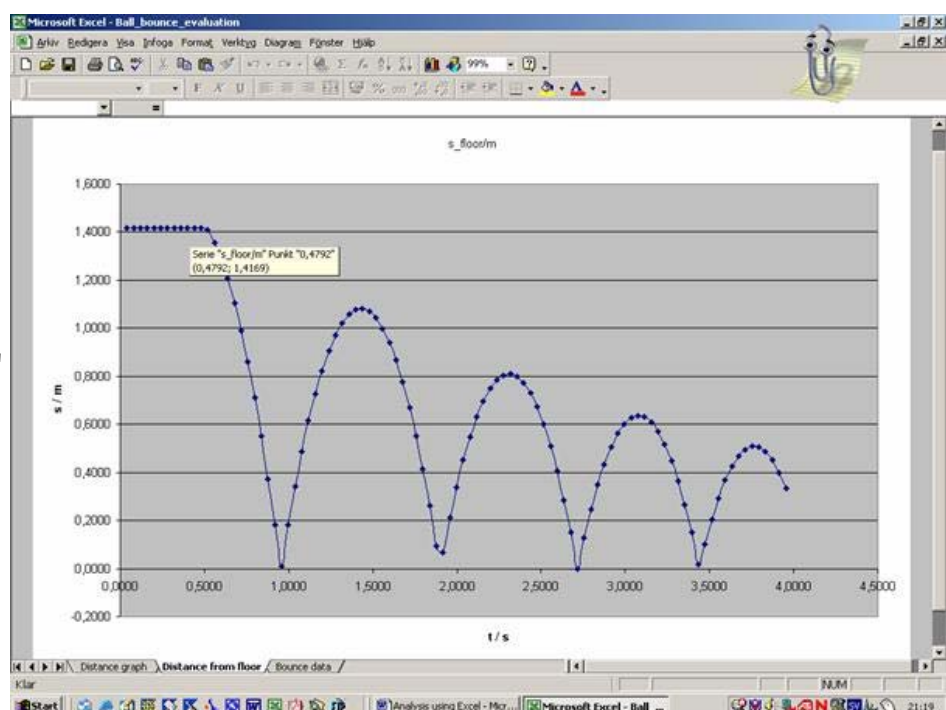 Microsoft Excel - Ball_bounce_evaluation
Arkiv Redigera Visa Infoga Format Verktyg Diagram Fönster Hjälp
99%
F K U
=
s_floor/m
1,6000
1,4000
Serie "s_floor/m" Punkt "0,4792"
(0,4792; 1,4169)
1,2000
1,0000
0,8000
s / m
0,6000
0,4000
0,2000
0,0000
0,0000 0,5000 1,0000 1,5000 2,0000 2,5000 3,0000 3,5000 4,0000 4,5000
-0,2000
t / s
Distance graph Distance from floor Bounce data
Klar NUM
Start Analysis using Excel - Micr... Microsoft Excel - Ball_... 21:19